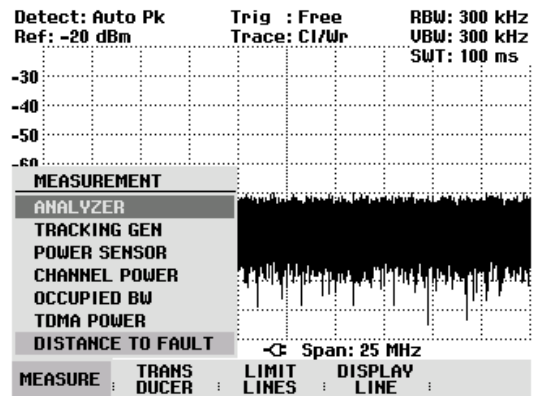 Detect: Auto Pk Trig : Free RBW: 300 kHz
Ref: -20 dBm Trace: Cl/Wr VBW: 300 kHz
SWT: 100 ms
-30
-40
-50
-60
MEASUREMENT
ANALYZER
TRACKING GEN
POWER SENSOR
CHANNEL POWER
OCCUPIED BW
TDMA POWER
DISTANCE TO FAULT
Span: 25 MHz
MEASURE : TRANS DUCER : LIMIT LINES : DISPLAY LINE :